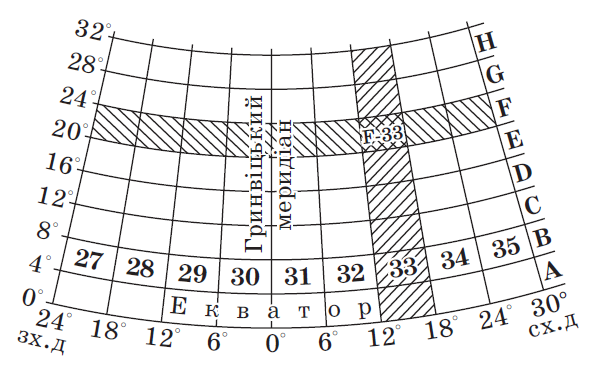 32°
28°
24°
20°
16°
12°
8°
4°
0°
H
G
F
E
D
C
B
A
F-33
Гринвіцький
меридіан
27 28 29 30 31 32 33 34 35
Екватор
24° 18° 12° 6° 0° 6° 12° 18° 24° 30°
зх.д сх.д